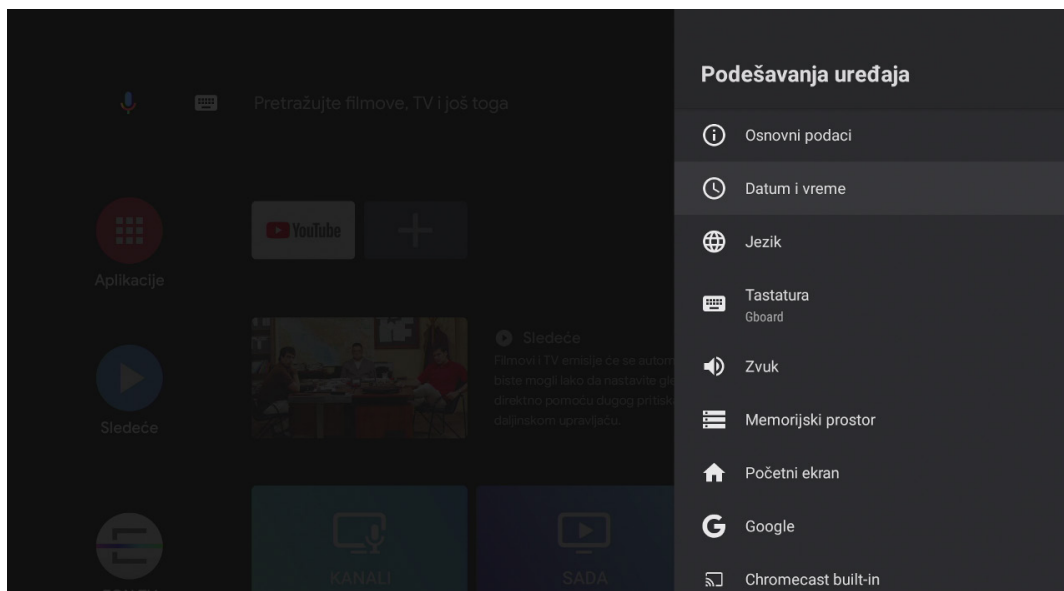 Pretražujte filmove, TV i još toga
YouTube
Aplikacije
Sledeće
Filmovi i TV emisije će se autom
biste mogli lako da nastavite gle
direktno pomoću dugog pritiska
daljinskom upravljaču.
Sledeće
KANALI
SADA
Podešavanja uređaja
Osnovni podaci
Datum i vreme
Jezik
Tastatura
Gboard
Zvuk
Memorijski prostor
Početni ekran
Google
Chromecast built-in